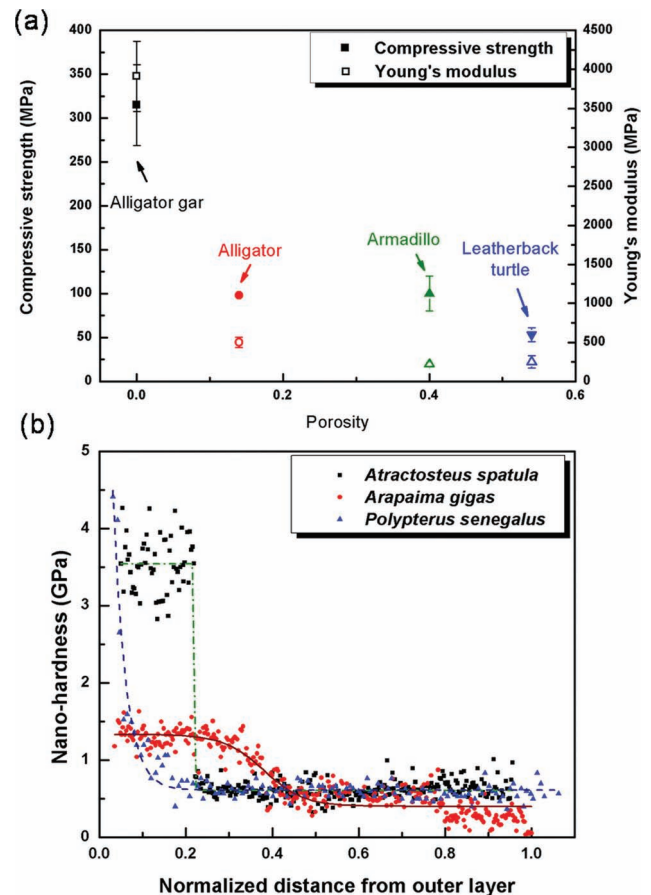 (a)
Compressive strength
Young's modulus
400
350
300
250
200
150
100
50
0
Compressive strength (MPa)
4500
4000
3500
3000
2500
2000
1500
1000
500
0
Young's modulus (MPa)
Alligator gar
Alligator
Armadillo
Leatherback
turtle
0.0
0.2
0.4
0.6
Porosity
(b)
Atractosteus spatula
Arapaima gigas
Polypterus senegalus
5
4
3
2
1
0
Nano-hardness (GPa)
0.0
0.2
0.4
0.6
0.8
1.0
Normalized distance from outer layer